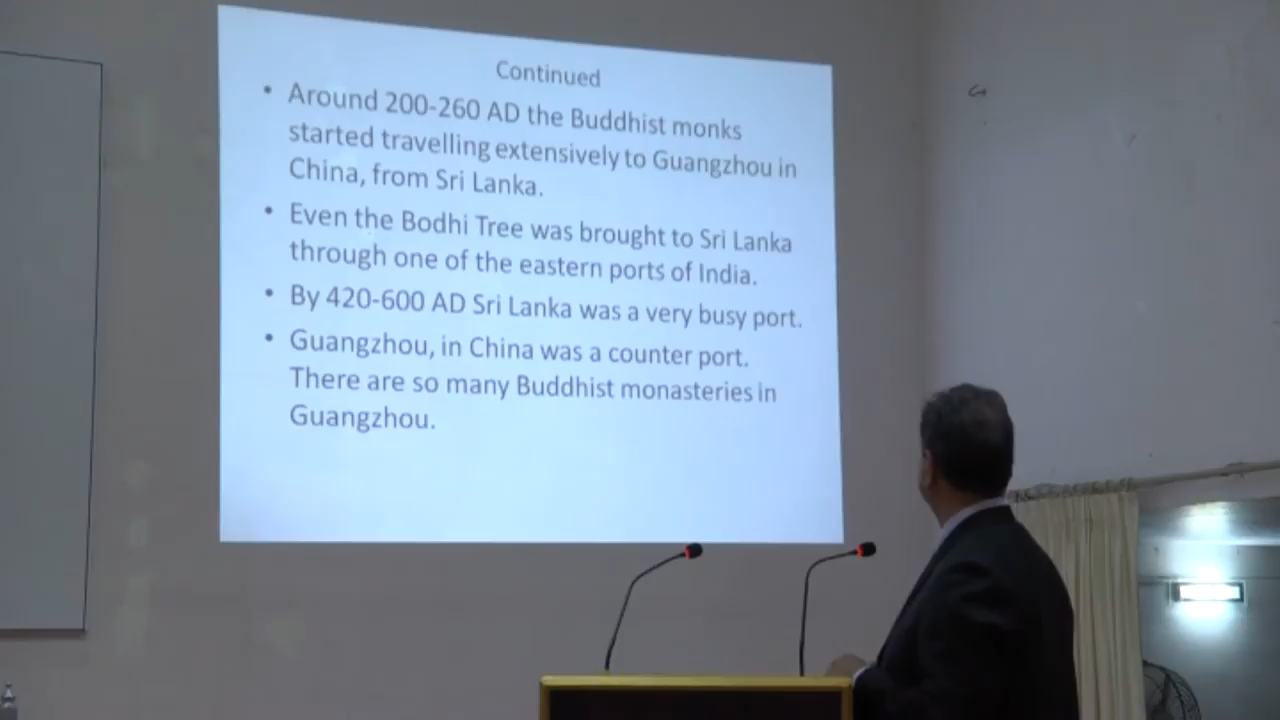 Continued
• Around 200-260 AD the Buddhist monks
started travelling extensively to Guangzhou in
China, from Sri Lanka.
• Even the Bodhi Tree was brought to Sri Lanka
through one of the eastern ports of India.
• By 420-600 AD Sri Lanka was a very busy port.
• Guangzhou, in China was a counter port.
There are so many Buddhist monasteries in
Guangzhou.